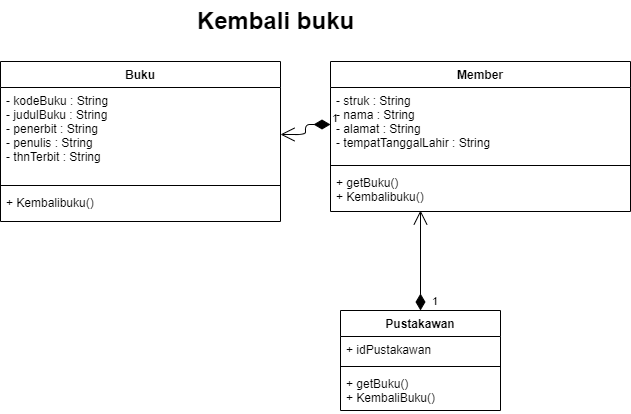 Kembali buku
Buku
- kodeBuku : String
- judulBuku : String
- penerbit : String
- penulis : String
- thnTerbit : String
+ Kembalibuku()
Member
- struk : String
1
- nama : String
- alamat : String
- tempatTanggalLahir : String
+ getBuku()
+ Kembalibuku()
1
Pustakawan
+ idPustakawan
+ getBuku()
+ KembaliBuku()